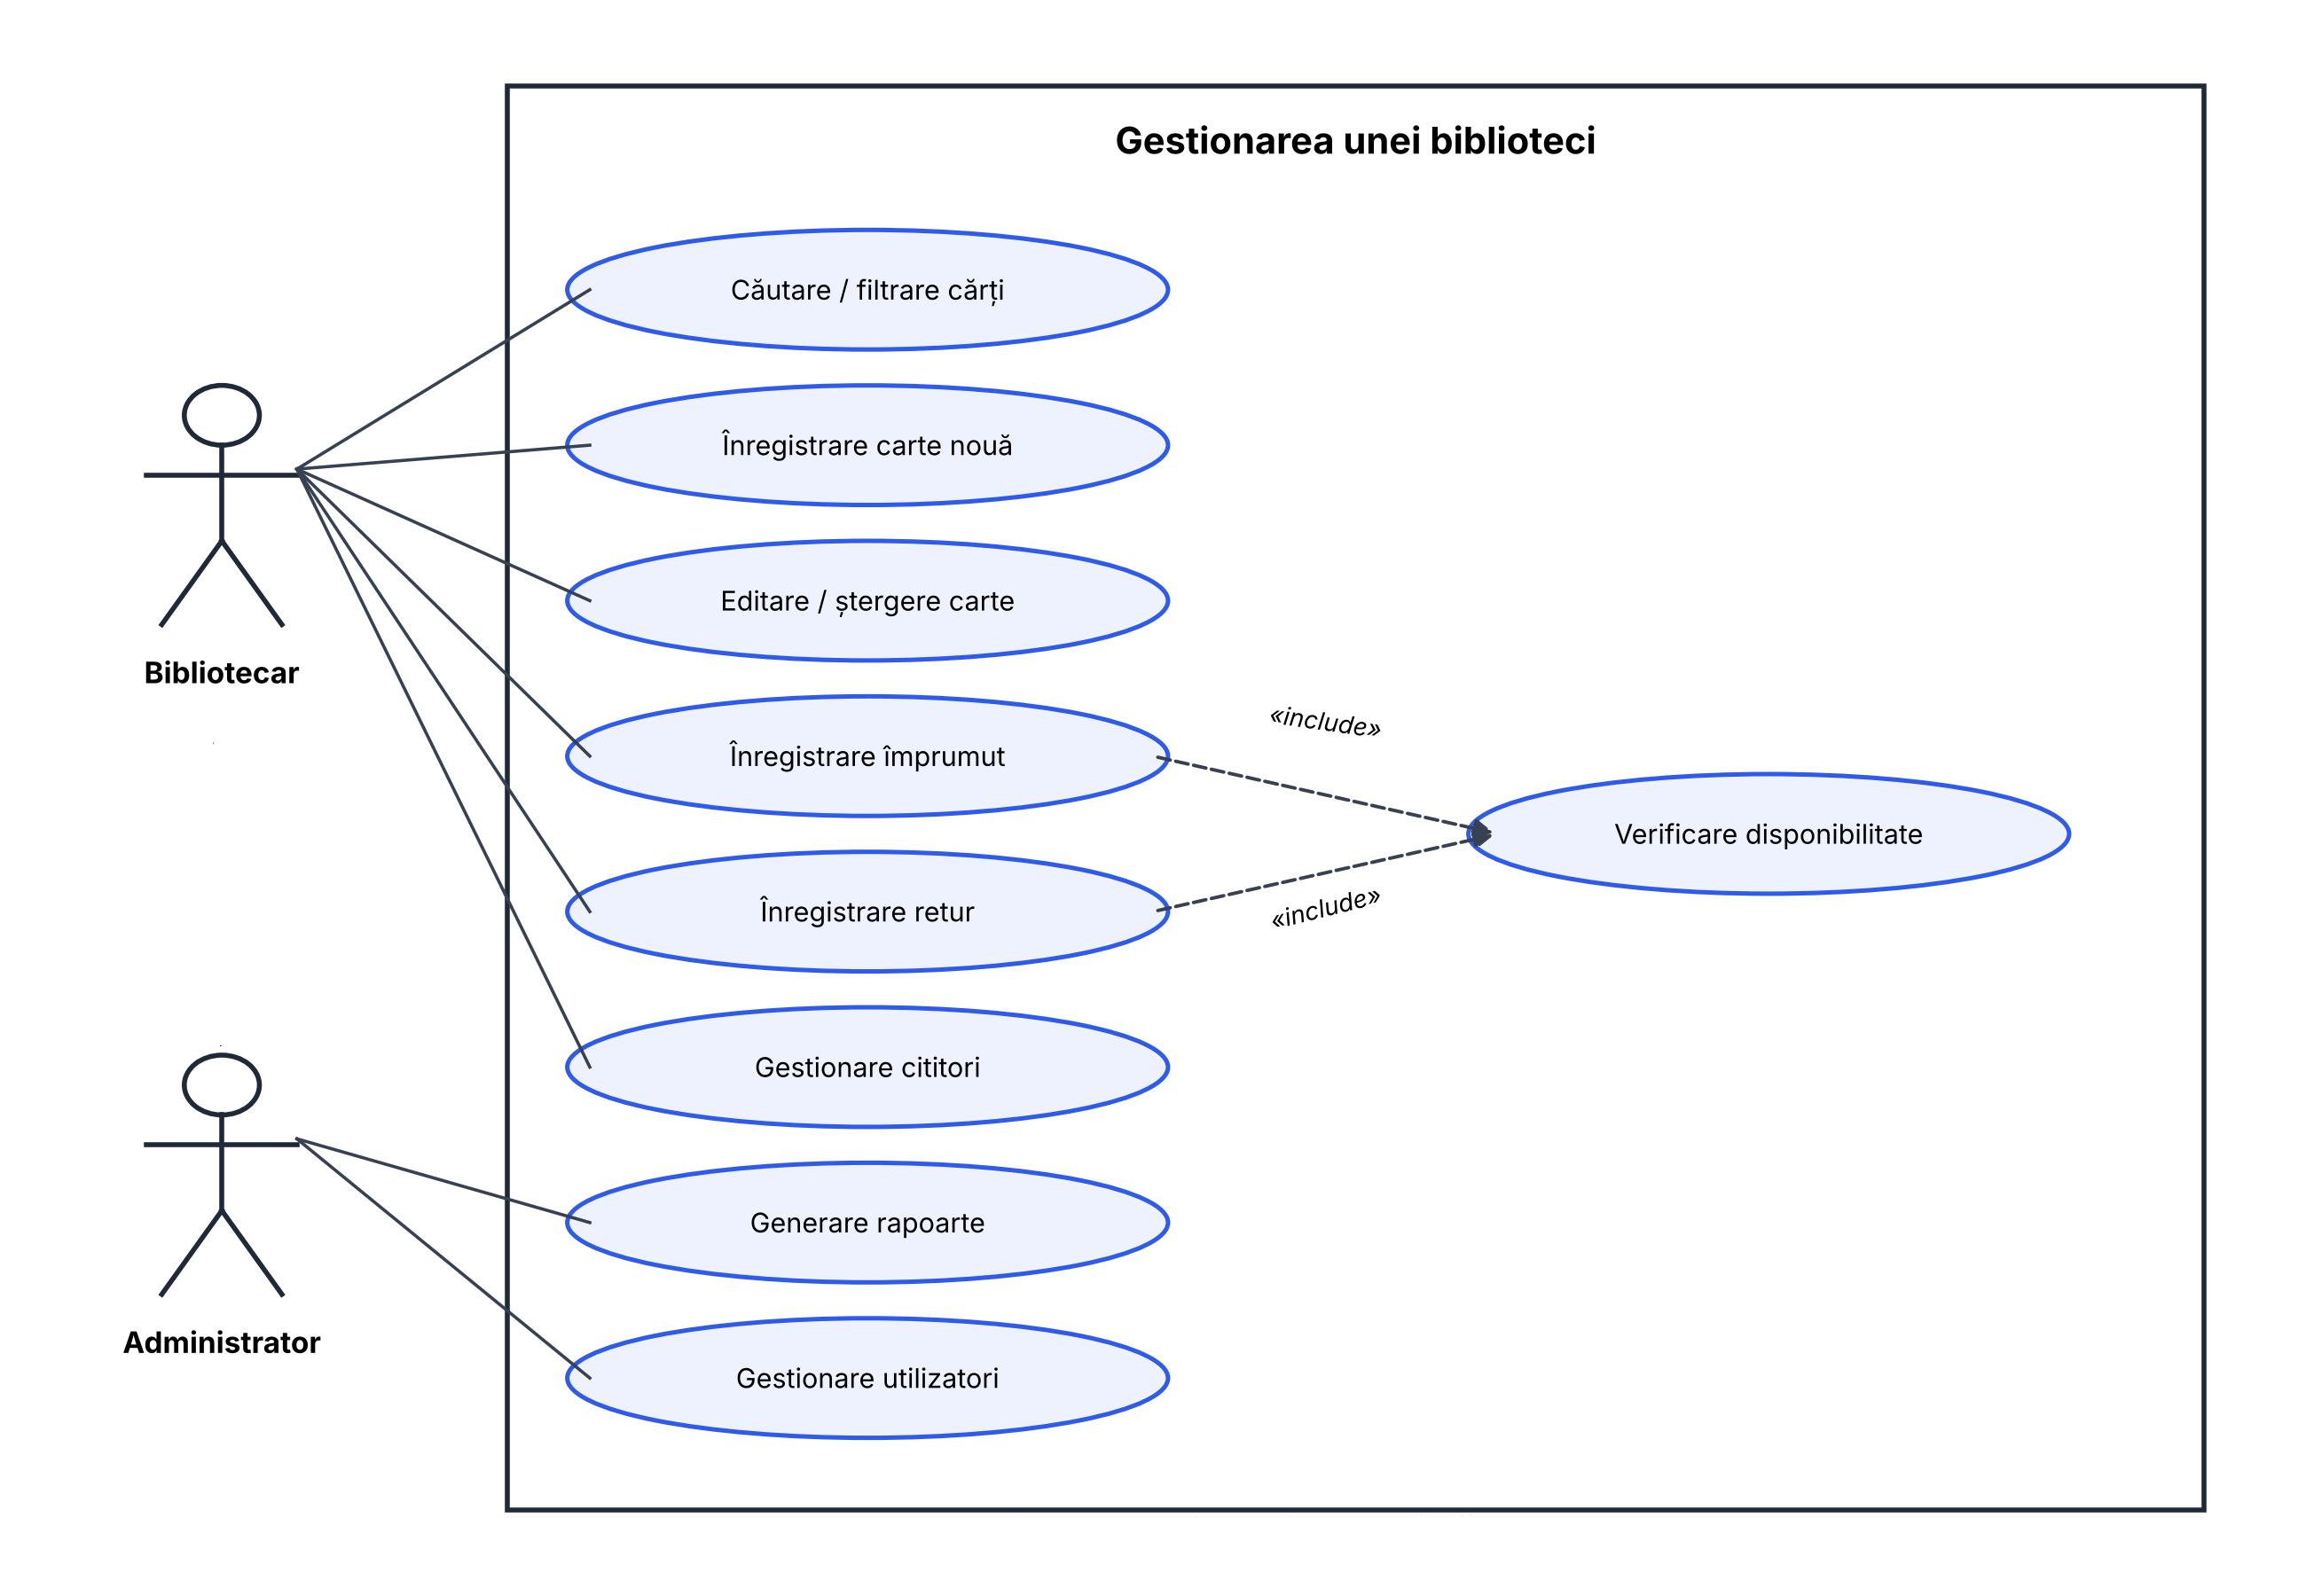 Gestionarea unei biblioteci
Căutare / filtrare cărți
Înregistrare carte nouă
Editare / ștergere carte
Bibliotecar
«include»
Înregistrare împrumut
Verificare disponibilitate
«include»
Înregistrare retur
Gestionare cititori
Generare rapoarte
Administrator
Gestionare utilizatori